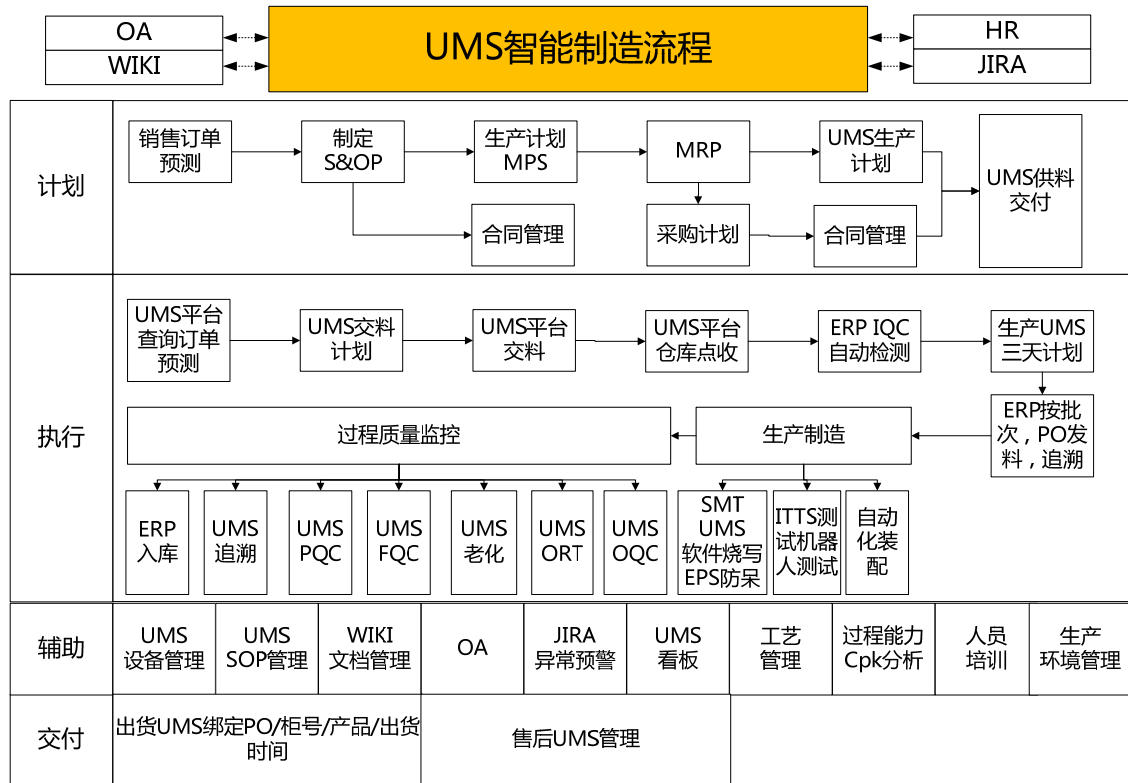 OA
WIKI
UMS智能制造流程
HR
JIRA
计划
销售订单
预测
制定
S&OP
生产计划
MPS
MRP
UMS生产
计划
UMS供料
交付
合同管理
采购计划
合同管理
执行
UMS平台
查询订单
预测
UMS交料
计划
UMS平台
交料
UMS平台
仓库点收
ERP IQC
自动检测
生产UMS
三天计划
ERP按批
次，PO发
料，追溯
生产制造
过程质量监控
ERP
入库
UMS
追溯
UMS
PQC
UMS
FQC
UMS
老化
UMS
ORT
UMS
OQC
SMT
UMS
软件烧写
EPS防呆
ITTS测
试机器
人测试
自动
化装
配
辅助
UMS
设备管理
UMS
SOP管理
WIKI
文档管理
OA
JIRA
异常预警
UMS
看板
工艺
管理
过程能力
Cpk分析
人员
培训
生产
环境管理
交付
出货UMS绑定PO/柜号/产品/出货
时间
售后UMS管理